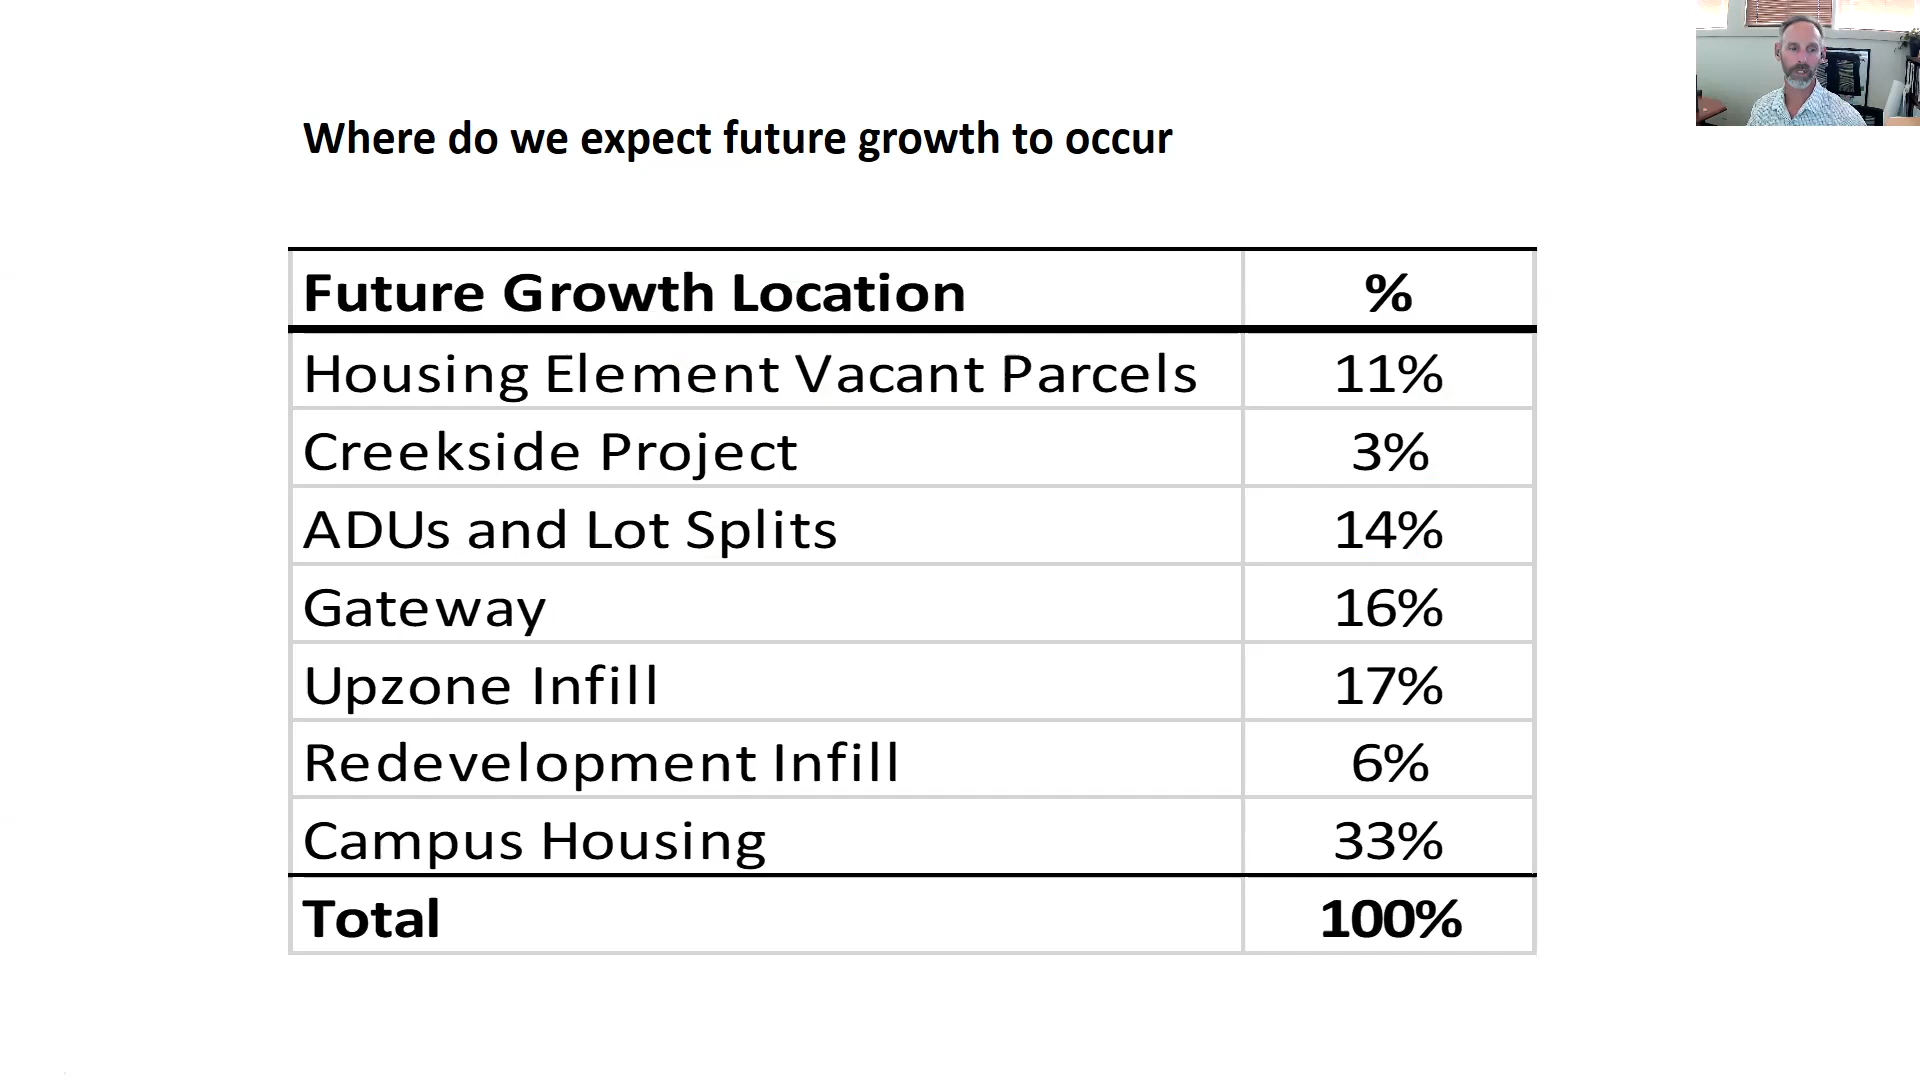 Where do we expect future growth to occur
Future Growth Location %
Housing Element Vacant Parcels 11%
Creekside Project 3%
ADUs and Lot Splits 14%
Gateway 16%
Upzone Infill 17%
Redevelopment Infill 6%
Campus Housing 33%
Total 100%